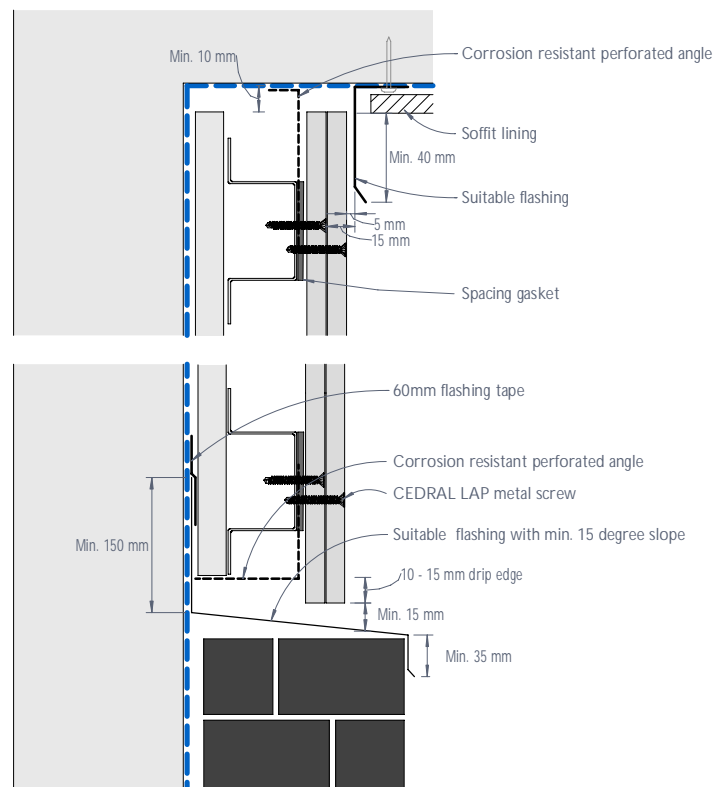 Min. 10 mm
Corrosion resistant perforated angle
Soffit lining
Min. 40 mm
Suitable flashing
5 mm
15 mm
Spacing gasket
60mm flashing tape
Corrosion resistant perforated angle
CEDRAL LAP metal screw
Suitable flashing with min. 15 degree slope
Min. 150 mm
10 - 15 mm drip edge
Min. 15 mm
Min. 35 mm